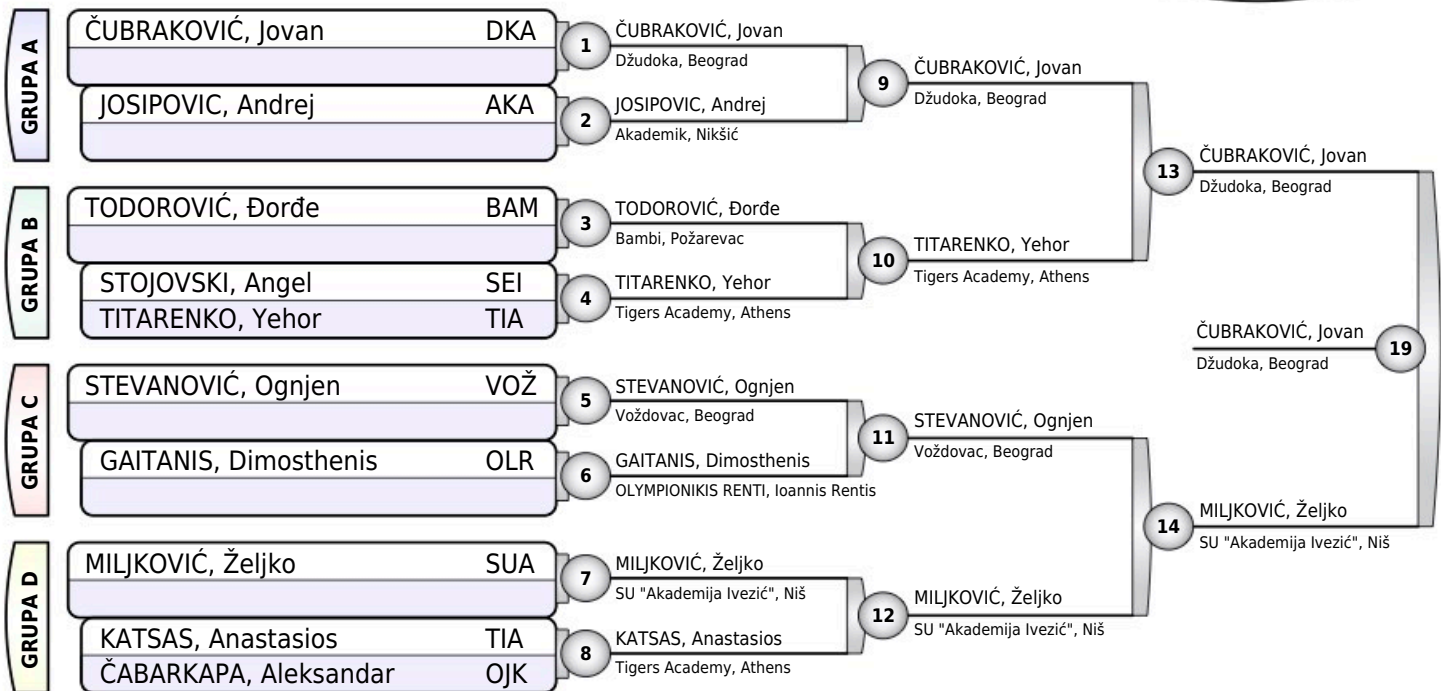 GRUPA A
ČUBRAKOVIĆ, Jovan DKA
JOSIPOVIC, Andrej AKA
GRUPA B
TODOROVIĆ, Đorđe BAM
STOJOVSKI, Angel SEI
TITARENKO, Yehor TIA
GRUPA C
STEVANOVIĆ, Ognjen VOŽ
GAITANIS, Dimosthenis OLR
GRUPA D
MILJKOVIĆ, Željko SUA
KATSAS, Anastasios TIA
ČABARKAPA, Aleksandar OJK
1
ČUBRAKOVIĆ, Jovan
Džudoka, Beograd
2
JOSIPOVIC, Andrej
Akademik, Nikšić
3
TODOROVIĆ, Đorđe
Bambi, Požarevac
4
TITARENKO, Yehor
Tigers Academy, Athens
5
STEVANOVIĆ, Ognjen
Voždovac, Beograd
6
GAITANIS, Dimosthenis
OLYMPIONIKIS RENTI, Ioannis Rentis
7
MILJKOVIĆ, Željko
SU "Akademija Ivezić", Niš
8
KATSAS, Anastasios
Tigers Academy, Athens
9
ČUBRAKOVIĆ, Jovan
Džudoka, Beograd
10
TITARENKO, Yehor
Tigers Academy, Athens
11
STEVANOVIĆ, Ognjen
Voždovac, Beograd
12
MILJKOVIĆ, Željko
SU "Akademija Ivezić", Niš
13
ČUBRAKOVIĆ, Jovan
Džudoka, Beograd
14
MILJKOVIĆ, Željko
SU "Akademija Ivezić", Niš
ČUBRAKOVIĆ, Jovan
Džudoka, Beograd
19